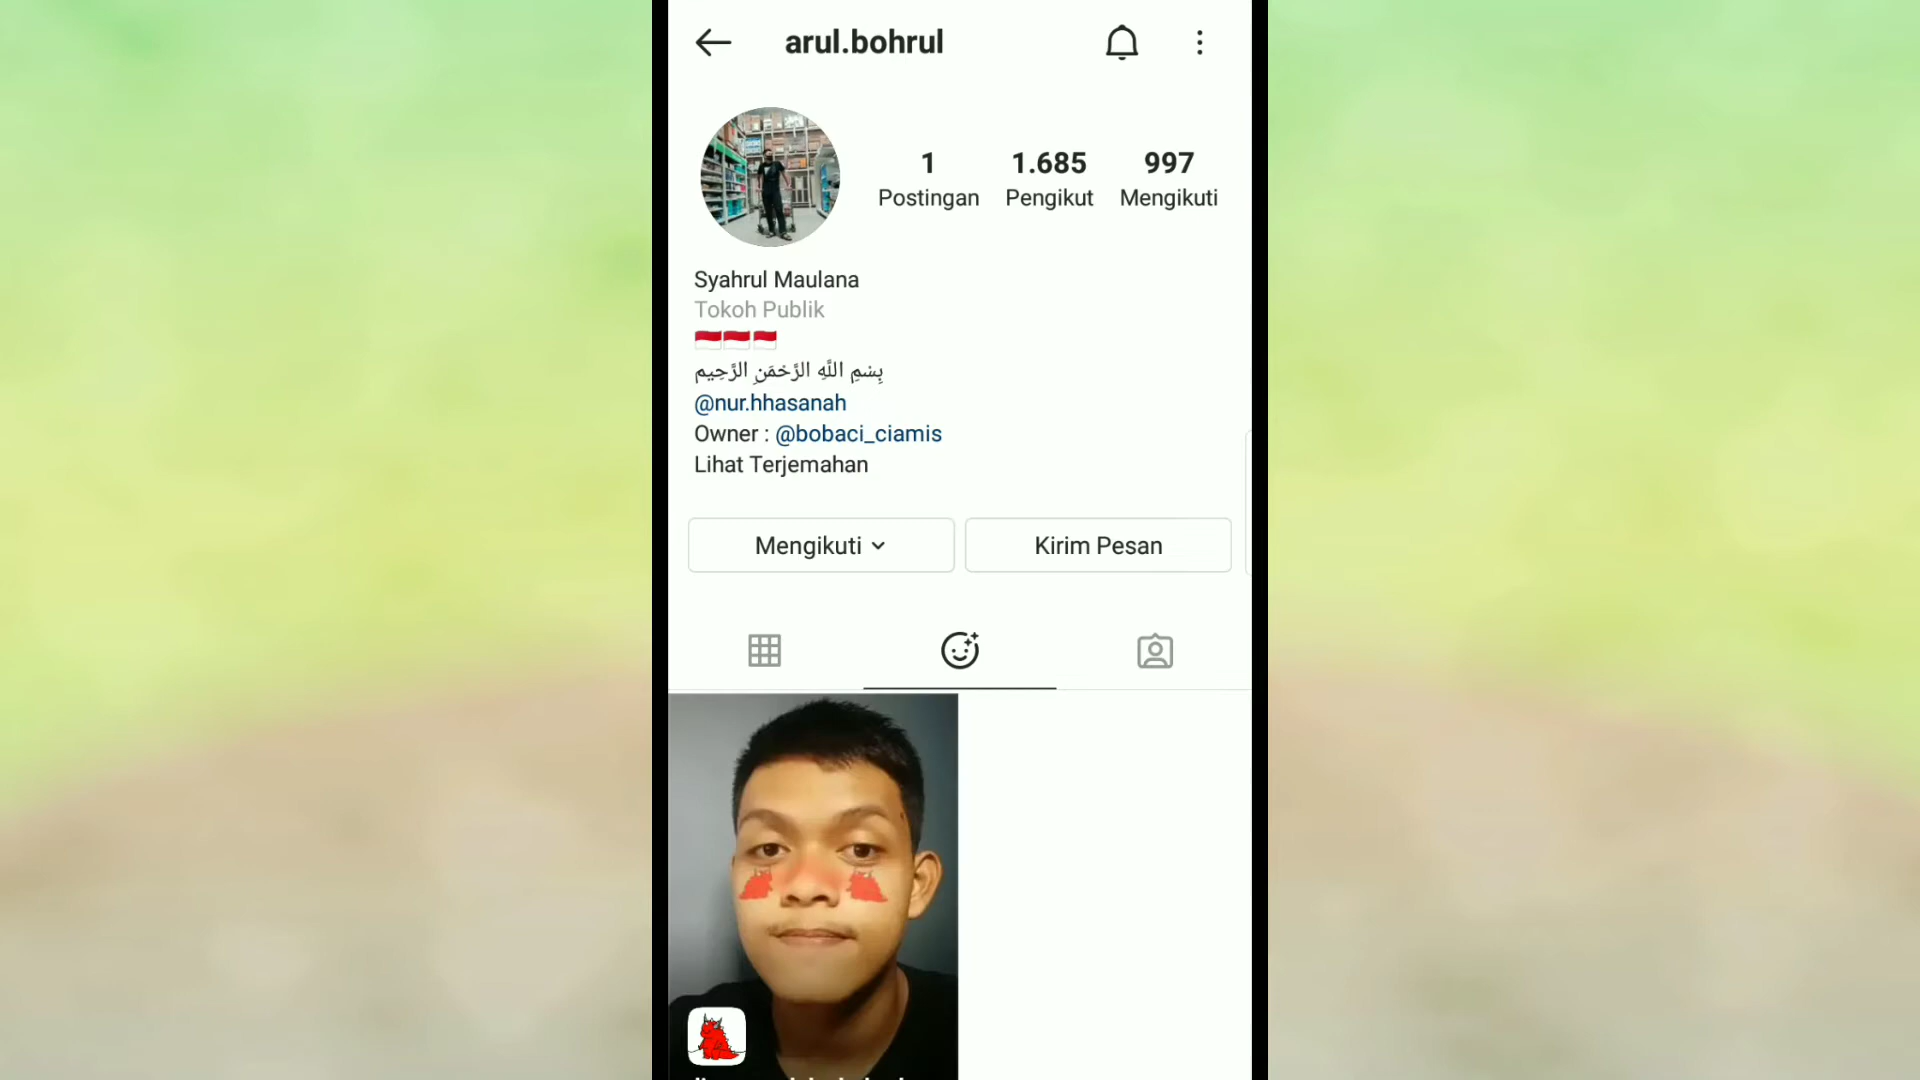 arul.bohrul
1 1.685 997
Postingan Pengikut Mengikuti
Syahrul Maulana
Tokoh Publik
بِسْمِ اللَّهِ الرَّحْمَنِ الرَّحِيم
@nur.hhasanah
Owner : @bobaci_ciamis
Lihat Terjemahan
Mengikuti
Kirim Pesan